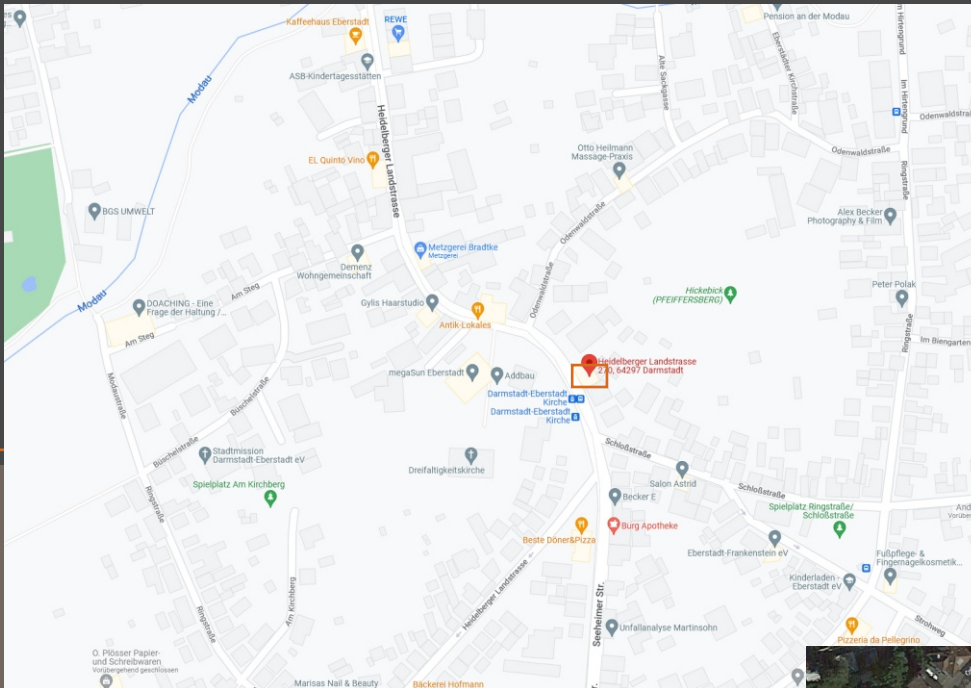 Kaffeehaus Eberstadt
REWE
Pension an der Modau
ASB-Kindertagesstätten
Modau
Heidelberger Landstrasse
Alte Sackgasse
Eberstädter Kirchstraße
Im Hirtengrund
Im Hirtengrund
Odenwaldstraße
Otto Heilmann
Massage-Praxis
EL Quinto Vino
Ringstraße
BGS UMWELT
Odenwaldstraße
Alex Becker
Photography & Film
Metzgerei Bradtke
Metzgerei
Demenz
Wohngemeinschaft
Odenwaldstraße
Am Steg
Hickebick
(PFEIFFERSBERG)
Peter Polak
Modau
DOACHING - Eine
Frage der Haltung /...
Gylis Haarstudio
Antik-Lokales
Am Steg
Ringstraße
Im Biengarten
Heidelberger Landstrasse
270, 64297 Darmstadt
megaSun Eberstadt
Addbau
Modaustraße
Büschelstraße
Darmstadt-Eberstadt
Kirche
Darmstadt-Eberstadt
Kirche
Büschelstraße
Schloßstraße
Stadtmission
Darmstadt-Eberstadt eV
Dreifaltigkeitskirche
Salon Astrid
Schloßstraße
Spielplatz Am Kirchberg
Ringstraße
Becker E
Spielplatz Ringstraße/
Schloßstraße
Beste Döner&Pizza
Burg Apotheke
Eberstadt-Frankenstein eV
Fußpflege- &
Fingernagelkosmetik...
Am Kirchberg
Heidelberger Landstrasse
Kinderladen -
Eberstadt eV
Ringstraße
Seeheimer Str.
Unfallanalyse Martinsohn
Strohweg
Pizzeria da Pellegrino
O. Plösser Papier-
und Schreibwaren
Vorübergehend geschlossen
Marisas Nail & Beauty
Bäckerei Hofmann